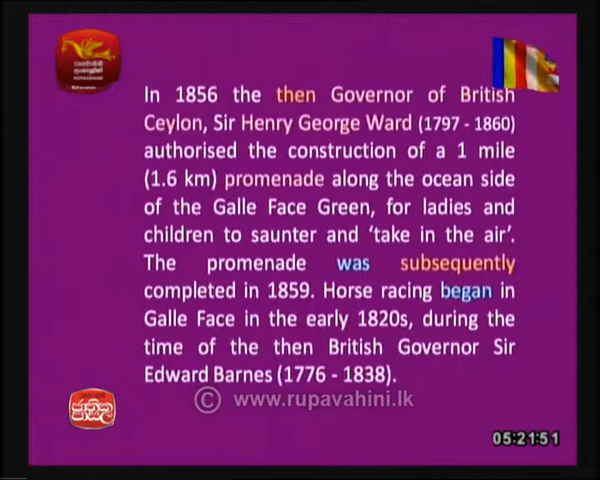 In 1856 the then Governor of British
Ceylon, Sir Henry George Ward (1797 - 1860)
authorised the construction of a 1 mile
(1.6 km) promenade along the ocean side
of the Galle Face Green, for ladies and
children to saunter and ‘take in the air’.
The promenade was subsequently
completed in 1859. Horse racing began in
Galle Face in the early 1820s, during the
time of the then British Governor Sir
Edward Barnes (1776 - 1838).
© www.rupavahini.lk
05:21:51